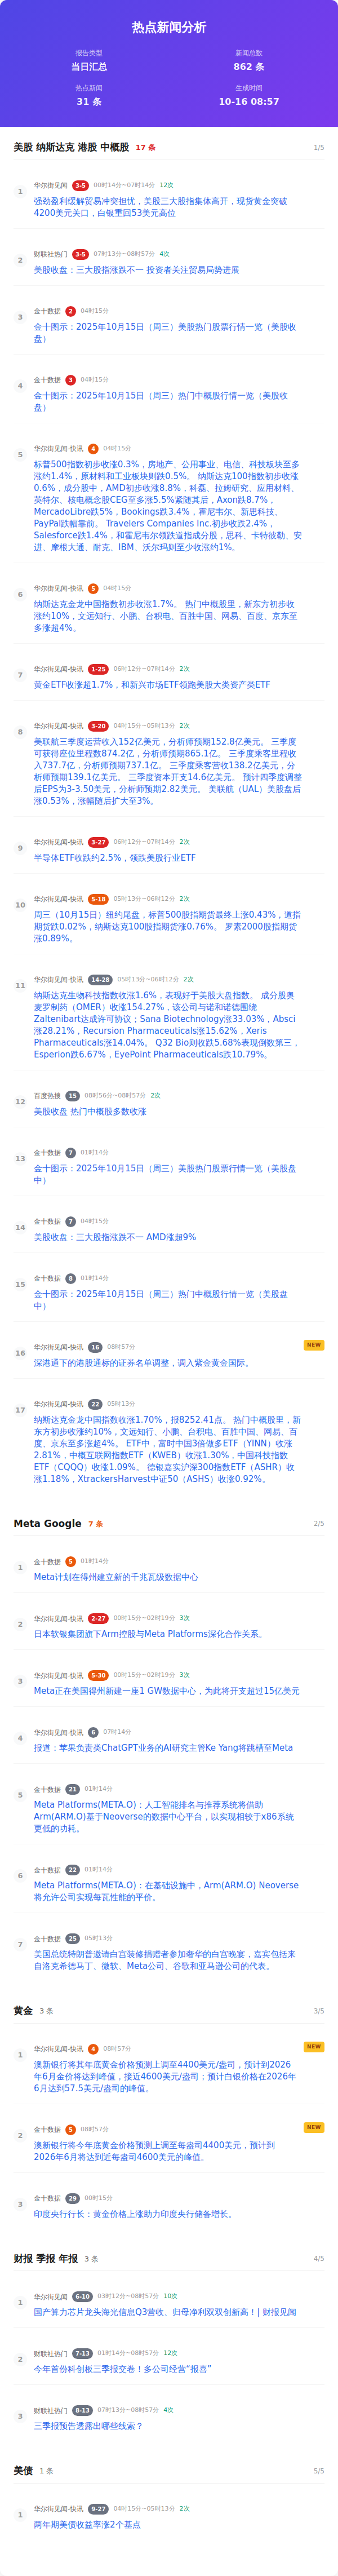 热点新闻分析
报告类型
当日汇总
新闻总数
862 条
热点新闻
31 条
生成时间
10-16 08:57
美股 纳斯达克 港股 中概股 17 条 1/5
1
华尔街见闻 3-5 00时14分~07时14分 12次
强劲盈利缓解贸易冲突担忧，美股三大股指集体高开，现货黄金突破
4200美元关口，白银重回53美元高位
2
财联社热门 3-5 07时13分~08时57分 4次
美股收盘：三大股指涨跌不一 投资者关注贸易局势进展
3
金十数据 2 04时15分
金十图示：2025年10月15日（周三）美股热门股票行情一览（美股收
盘）
4
金十数据 3 04时15分
金十图示：2025年10月15日（周三）热门中概股行情一览（美股收
盘）
5
华尔街见闻-快讯 4 04时15分
标普500指数初步收涨0.3%，房地产、公用事业、电信、科技板块至多
涨约1.4%，原材料和工业板块则跌0.5%。 纳斯达克100指数初步收涨
0.6%，成分股中，AMD初步收涨8.8%，科磊、拉姆研究、应用材料、
英特尔、核电概念股CEG至多涨5.5%紧随其后，Axon跌8.7%，
MercadoLibre跌5%，Bookings跌3.4%，霍尼韦尔、新思科技、
PayPal跌幅靠前。 Travelers Companies Inc.初步收跌2.4%，
Salesforce跌1.4%，和霍尼韦尔领跌道指成分股，思科、卡特彼勒、安
进、摩根大通、耐克、IBM、沃尔玛则至少收涨约1%。
6
华尔街见闻-快讯 5 04时15分
纳斯达克金龙中国指数初步收涨1.7%。 热门中概股里，新东方初步收
涨约10%，文远知行、小鹏、台积电、百胜中国、网易、百度、京东至
多涨超4%。
7
华尔街见闻-快讯 1-25 06时12分~07时14分 2次
黄金ETF收涨超1.7%，和新兴市场ETF领跑美股大类资产类ETF
8
华尔街见闻-快讯 3-20 04时15分~05时13分 2次
美联航三季度运营收入152亿美元，分析师预期152.8亿美元。 三季度
可获得座位里程数874.2亿，分析师预期865.1亿。 三季度乘客里程收
入737.7亿，分析师预期737.1亿。 三季度乘客营收138.2亿美元，分
析师预期139.1亿美元。 三季度资本开支14.6亿美元。 预计四季度调整
后EPS为3-3.50美元，分析师预期2.82美元。 美联航（UAL）美股盘后
涨0.53%，涨幅随后扩大至3%。
9
华尔街见闻-快讯 3-27 06时12分~07时14分 2次
半导体ETF收跌约2.5%，领跌美股行业ETF
10
华尔街见闻-快讯 5-18 05时13分~06时12分 2次
周三（10月15日）纽约尾盘，标普500股指期货最终上涨0.43%，道指
期货跌0.02%，纳斯达克100股指期货涨0.76%。 罗素2000股指期货
涨0.89%。
11
华尔街见闻-快讯 14-28 05时13分~06时12分 2次
纳斯达克生物科技指数收涨1.6%，表现好于美股大盘指数。 成分股奥
麦罗制药（OMER）收涨154.27%，该公司与诺和诺德围绕
Zaltenibart达成许可协议；Sana Biotechnology涨33.03%，Absci
涨28.21%，Recursion Pharmaceuticals涨15.62%，Xeris
Pharmaceuticals涨14.04%。 Q32 Bio则收跌5.68%表现倒数第三，
Esperion跌6.67%，EyePoint Pharmaceuticals跌10.79%。
12
百度热搜 15 08时56分~08时57分 2次
美股收盘 热门中概股多数收涨
13
金十数据 7 01时14分
金十图示：2025年10月15日（周三）美股热门股票行情一览（美股盘
中）
14
金十数据 7 04时15分
美股收盘：三大股指涨跌不一 AMD涨超9%
15
金十数据 8 01时14分
金十图示：2025年10月15日（周三）热门中概股行情一览（美股盘
中）
16
华尔街见闻-快讯 16 08时57分 NEW
深港通下的港股通标的证券名单调整，调入紫金黄金国际。
17
华尔街见闻-快讯 22 05时13分
纳斯达克金龙中国指数收涨1.70%，报8252.41点。 热门中概股里，新
东方初步收涨约10%，文远知行、小鹏、台积电、百胜中国、网易、百
度、京东至多涨超4%。 ETF中，富时中国3倍做多ETF（YINN）收涨
2.81%，中概互联网指数ETF（KWEB）收涨1.30%，中国科技指数
ETF（CQQQ）收涨1.09%。 德银嘉实沪深300指数ETF（ASHR）收
涨1.18%，XtrackersHarvest中证50（ASHS）收涨0.92%。
Meta Google 7 条 2/5
1
金十数据 5 01时14分
Meta计划在得州建立新的千兆瓦级数据中心
2
华尔街见闻-快讯 2-27 00时15分~02时19分 3次
日本软银集团旗下Arm控股与Meta Platforms深化合作关系。
3
华尔街见闻-快讯 5-30 00时15分~02时19分 3次
Meta正在美国得州新建一座1 GW数据中心，为此将开支超过15亿美元
4
华尔街见闻-快讯 6 07时14分
报道：苹果负责类ChatGPT业务的AI研究主管Ke Yang将跳槽至Meta
5
金十数据 21 01时14分
Meta Platforms(META.O)：人工智能排名与推荐系统将借助
Arm(ARM.O)基于Neoverse的数据中心平台，以实现相较于x86系统
更低的功耗。
6
金十数据 22 01时14分
Meta Platforms(META.O)：在基础设施中，Arm(ARM.O) Neoverse
将允许公司实现每瓦性能的平价。
7
金十数据 25 05时13分
美国总统特朗普邀请白宫装修捐赠者参加奢华的白宫晚宴，嘉宾包括来
自洛克希德马丁、微软、Meta公司、谷歌和亚马逊公司的代表。
黄金 3 条 3/5
1
华尔街见闻-快讯 4 08时57分 NEW
澳新银行将其年底黄金价格预测上调至4400美元/盎司，预计到2026
年6月金价将达到峰值，接近4600美元/盎司；预计白银价格在2026年
6月达到57.5美元/盎司的峰值。
2
金十数据 5 08时57分 NEW
澳新银行将今年底黄金价格预测上调至每盎司4400美元，预计到
2026年6月将达到近每盎司4600元的峰值。
3
金十数据 29 00时15分
印度央行行长：黄金价格上涨助力印度央行储备增长。
财报 季报 年报 3 条 4/5
1
华尔街见闻 6-10 03时12分~08时57分 10次
国产算力芯片龙头海光信息Q3营收、归母净利双双创新高！| 财报见闻
2
财联社热门 7-13 01时14分~08时57分 12次
今年首份科创板三季报交卷！多公司经营“报喜”
3
财联社热门 8-13 07时13分~08时57分 4次
三季报预告透露出哪些线索？
美债 1 条 5/5
1
华尔街见闻-快讯 9-27 04时15分~05时13分 2次
两年期美债收益率涨2个基点